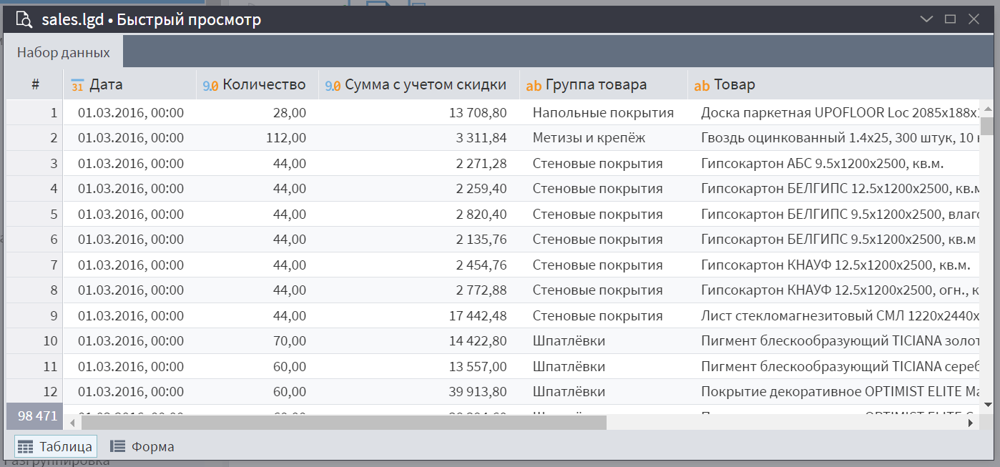 sales.lgd • Быстрый просмотр
Набор данных
# 31 Дата 9.0 Количество 9.0 Сумма с учетом скидки ab Группа товара ab Товар
1 01.03.2016, 00:00 28,00 13 708,80 Напольные покрытия Доска паркетная UPOFLOOR Loc 2085x188x
2 01.03.2016, 00:00 112,00 3 311,84 Метизы и крепёж Гвоздь оцинкованный 1.4x25, 300 штук, 10
3 01.03.2016, 00:00 44,00 2 271,28 Стеновые покрытия Гипсокартон АБС 9.5x1200x2500, кв.м.
4 01.03.2016, 00:00 44,00 2 259,40 Стеновые покрытия Гипсокартон БЕЛГИПС 12.5x1200x2500, кв.м
5 01.03.2016, 00:00 44,00 2 820,40 Стеновые покрытия Гипсокартон БЕЛГИПС 9.5x1200x2500, влаго
6 01.03.2016, 00:00 44,00 2 135,76 Стеновые покрытия Гипсокартон БЕЛГИПС 9.5x1200x2500, кв.м
7 01.03.2016, 00:00 44,00 2 454,76 Стеновые покрытия Гипсокартон КНАУФ 12.5x1200x2500, кв.м.
8 01.03.2016, 00:00 44,00 2 772,88 Стеновые покрытия Гипсокартон КНАУФ 12.5x1200x2500, огн., к
9 01.03.2016, 00:00 44,00 17 442,48 Стеновые покрытия Лист стекломагнезитовый СМЛ 1220x2440x
10 01.03.2016, 00:00 70,00 14 422,80 Шпатлёвки Пигмент блескообразующий TICIANA золот
11 01.03.2016, 00:00 60,00 13 557,00 Шпатлёвки Пигмент блескообразующий TICIANA сереб
12 01.03.2016, 00:00 60,00 39 913,80 Шпатлёвки Покрытие декоративное OPTIMIST ELITE Ма
98 471
Таблица Форма
Разгруппировка